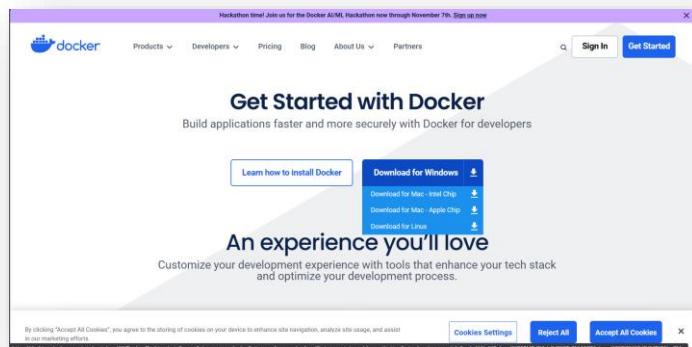 Hackathon time! Join us for the Docker AI/ML Hackathon now through November 7th. Sign up now
docker
Products
Developers
Pricing
Blog
About Us
Partners
Sign In
Get Started
Get Started with Docker
Build applications faster and more securely with Docker for developers
Learn how to install Docker
Download for Windows
Download for Mac - Intel Chip
Download for Mac - Apple Chip
Download for Linux
An experience you'll love
Customize your development experience with tools that enhance your tech stack
and optimize your development process.
By clicking "Accept All Cookies", you agree to the storing of cookies on your device to enhance site navigation, analyze site usage, and assist
in our marketing efforts.
Cookies Settings
Reject All
Accept All Cookies